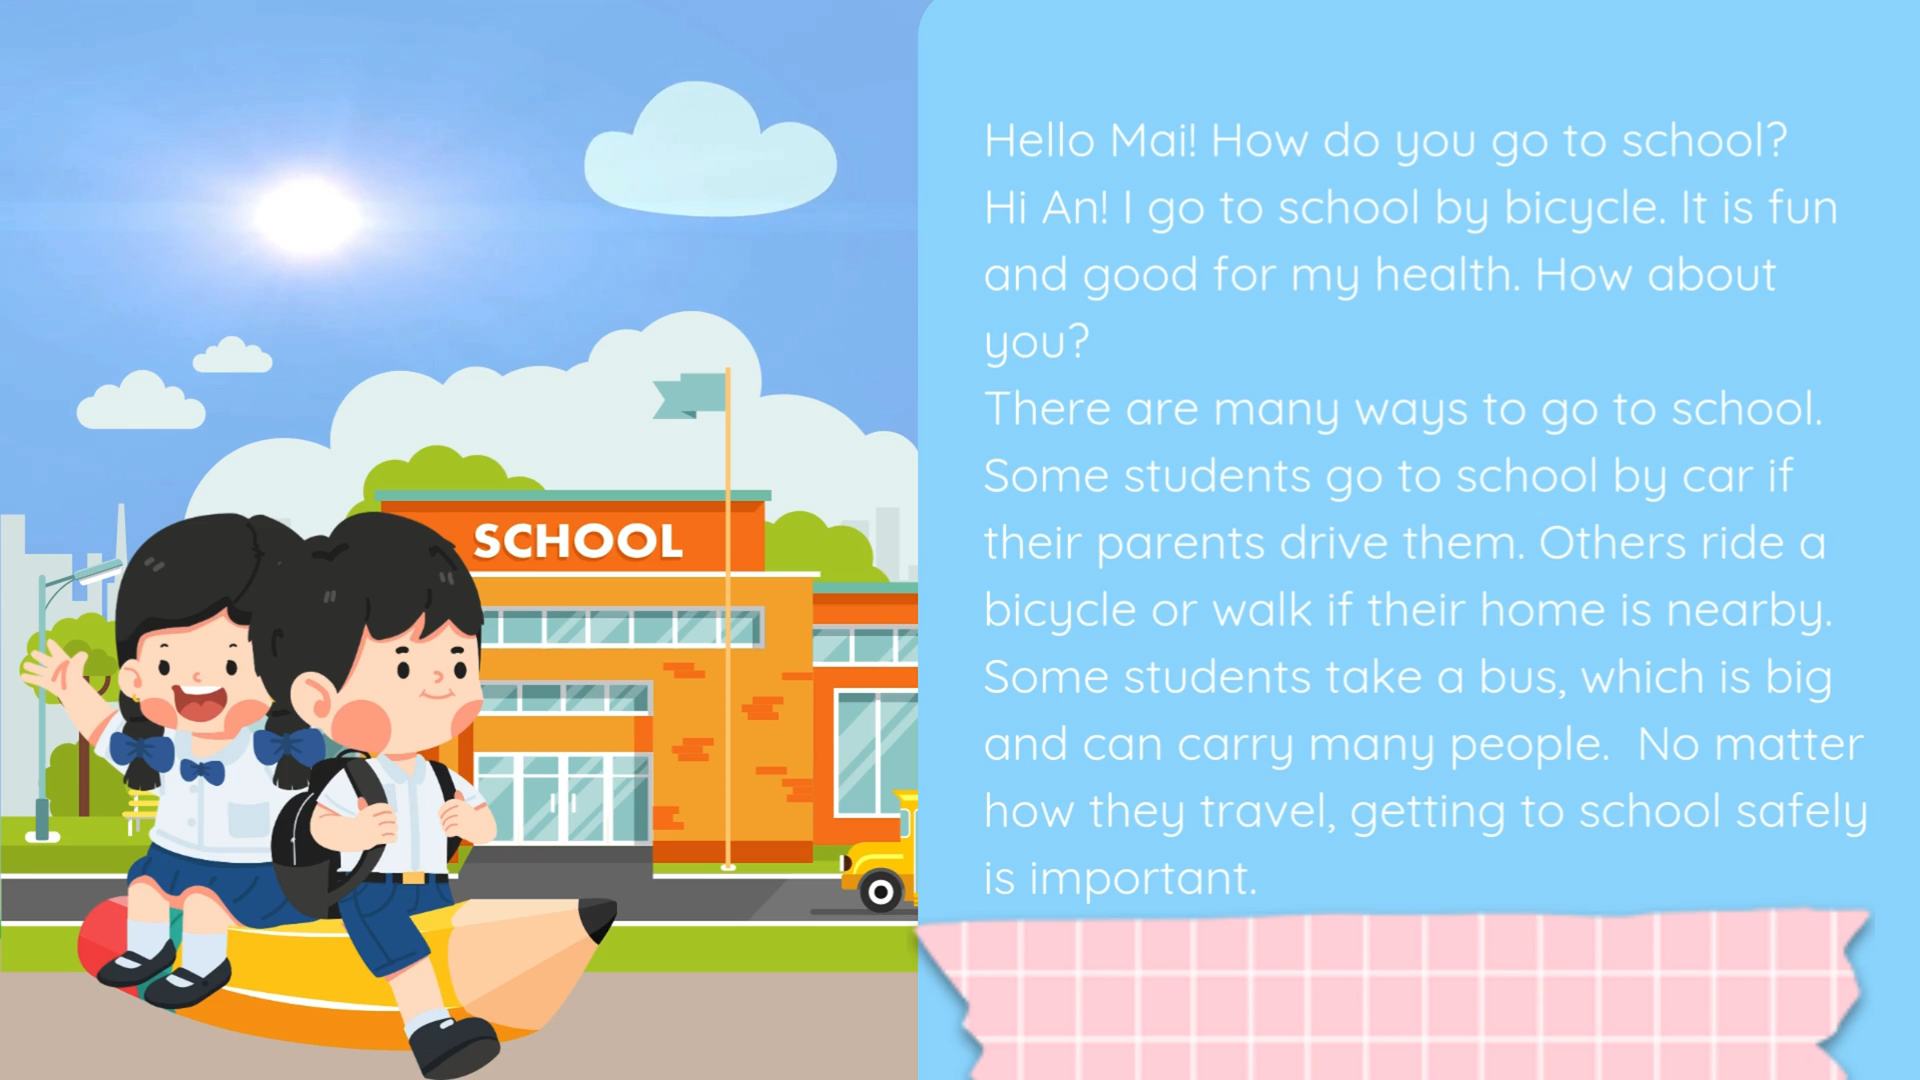 SCHOOL
Hello Mai! How do you go to school?
Hi An! I go to school by bicycle. It is fun
and good for my health. How about
you?
There are many ways to go to school.
Some students go to school by car if
their parents drive them. Others ride a
bicycle or walk if their home is nearby.
Some students take a bus, which is big
and can carry many people.  No matter
how they travel, getting to school safely
is important.